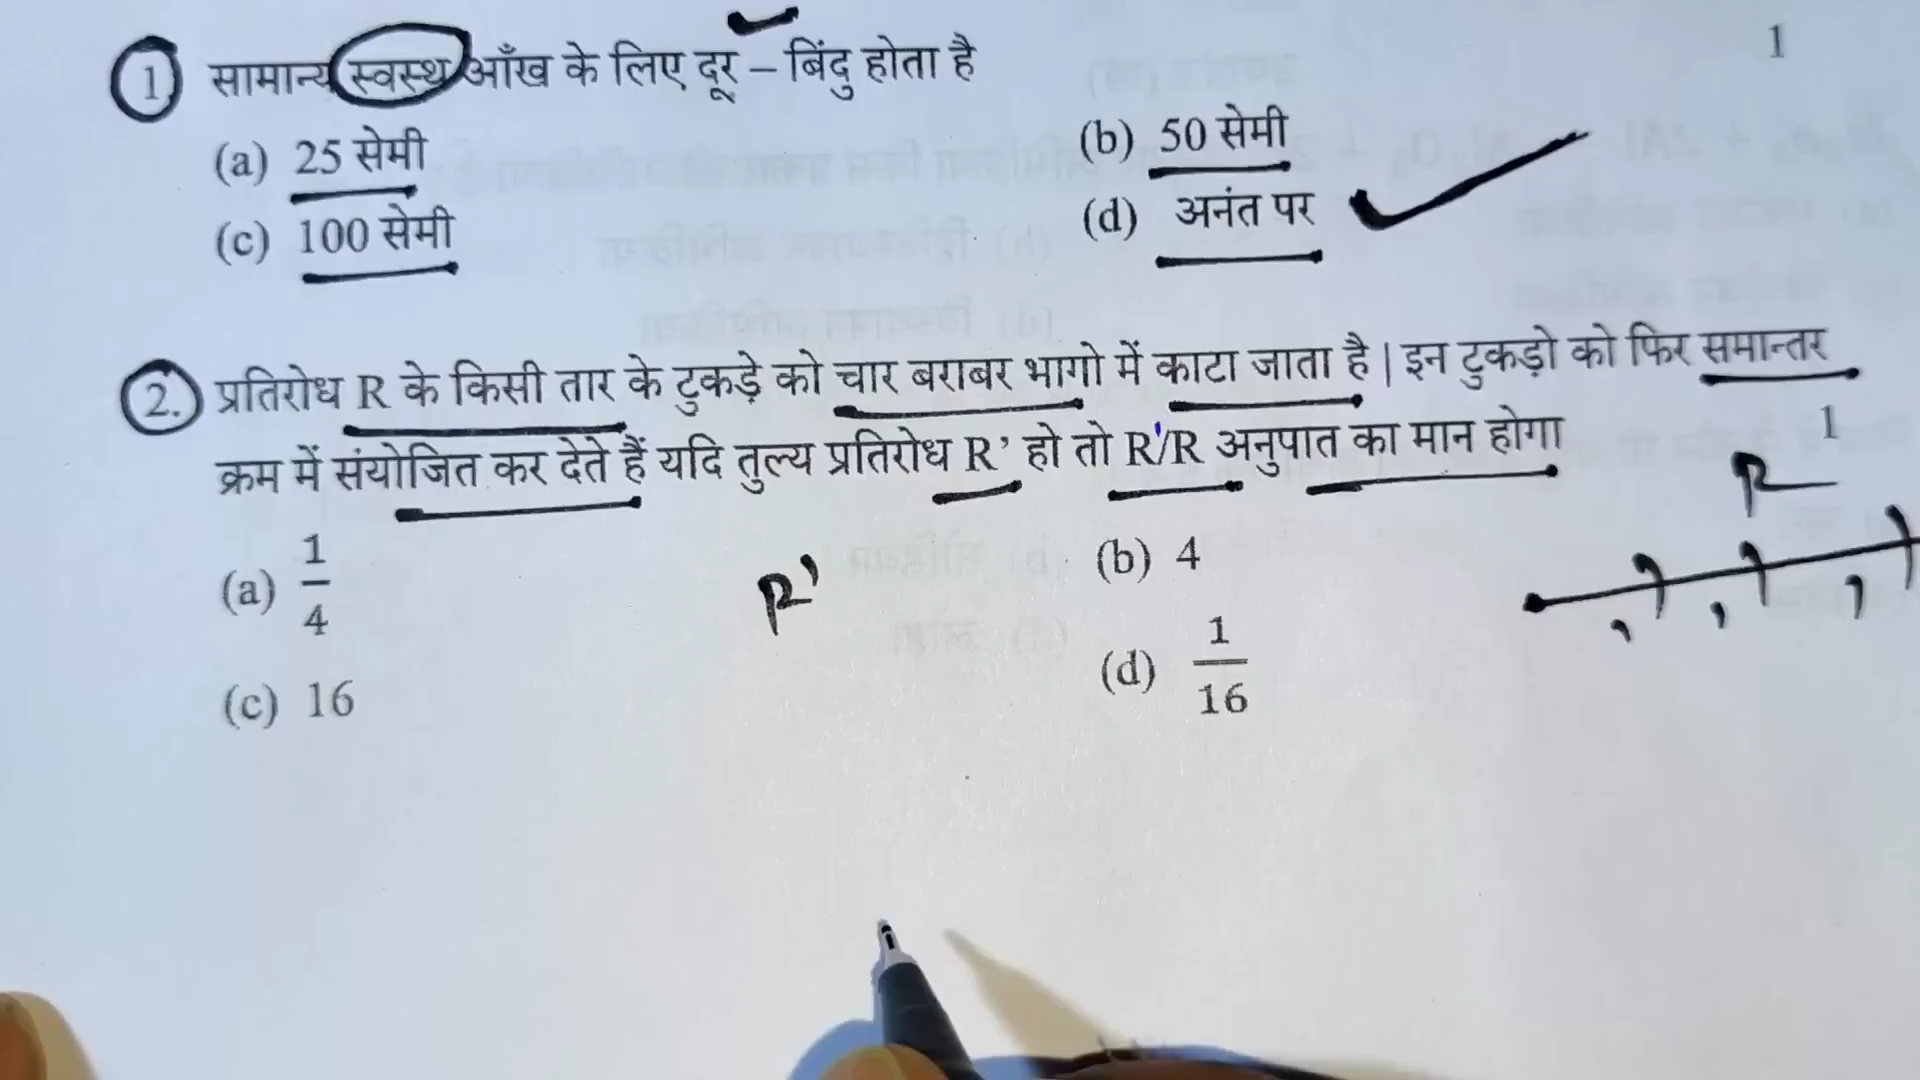 1
1 सामान्य स्वस्थ आँख के लिए दूर – बिंदु होता है
(a) 25 सेमी (b) 50 सेमी
(c) 100 सेमी (d) अनंत पर
2. प्रतिरोध R के किसी तार के टुकड़े को चार बराबर भागो में काटा जाता है | इन टुकड़ो को फिर समान्तर
क्रम में संयोजित कर देते हैं यदि तुल्य प्रतिरोध R’ हो तो R'/R अनुपात का मान होगा 1
R
(a) 1/4 (b) 4
R'
(c) 16 (d) 1/16